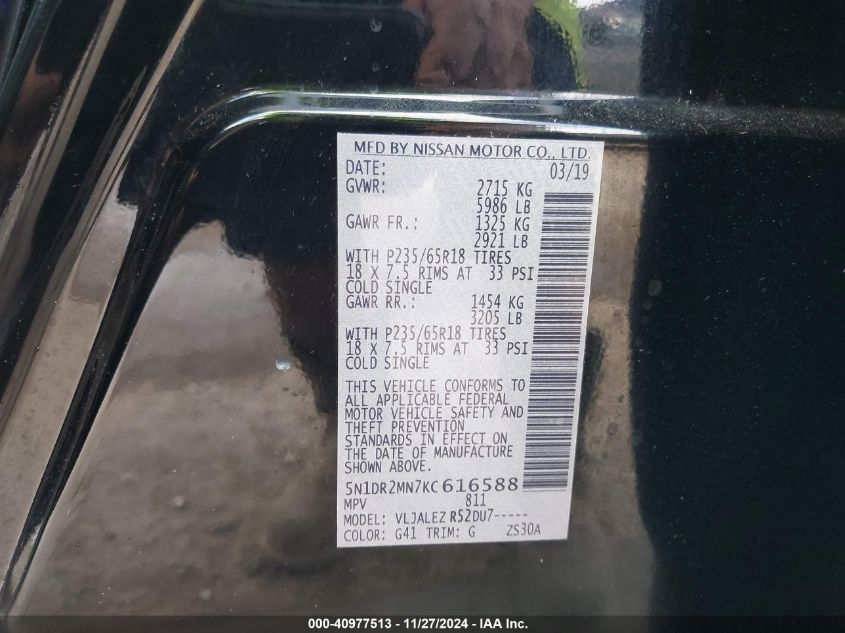 MFD BY NISSAN MOTOR CO., LTD.
DATE: 03/19
GVWR: 2715 KG
5986 LB
GAWR FR.: 1325 KG
2921 LB
WITH P235/65R18 TIRES
18 X 7.5 RIMS AT 33 PSI
COLD SINGLE
GAWR RR.: 1454 KG
3205 LB
WITH P235/65R18 TIRES
18 X 7.5 RIMS AT 33 PSI
COLD SINGLE
THIS VEHICLE CONFORMS TO
ALL APPLICABLE FEDERAL
MOTOR VEHICLE SAFETY AND
THEFT PREVENTION
STANDARDS IN EFFECT ON
THE DATE OF MANUFACTURE
SHOWN ABOVE.
5N1DR2MN7KC616588
MPV 811
MODEL: VLJALEZ R52DU7-----
COLOR: G41 TRIM: G ZS30A
000-40977513 - 11/27/2024 - IAA Inc.